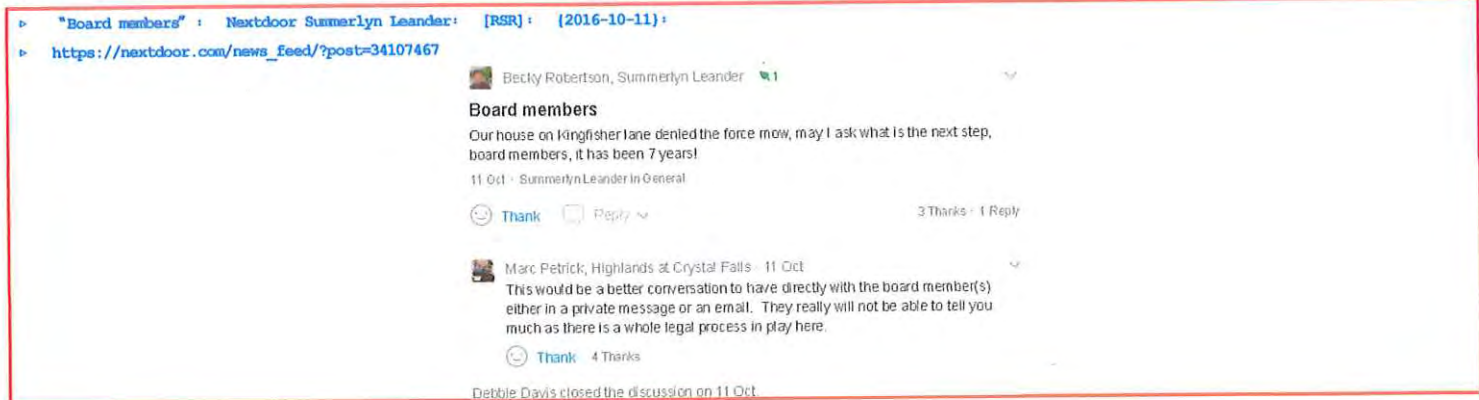 ▷ "Board members" : Nextdoor Summerlyn Leander: [RSR]: {2016-10-11}:
▷ https://nextdoor.com/news_feed/?post=34107467
Becky Robertson, Summerlyn Leander 1
Board members
Our house on Kingfisher lane denied the force mow, may I ask what is the next step,
board members, it has been 7 years!
11 Oct · Summerlyn Leander in General
Thank Reply 3 Thanks · 1 Reply
Marc Petrick, Highlands at Crystal Falls · 11 Oct
This would be a better conversation to have directly with the board member(s)
either in a private message or an email. They really will not be able to tell you
much as there is a whole legal process in play here.
Thank 4 Thanks
Debbie Davis closed the discussion on 11 Oct.